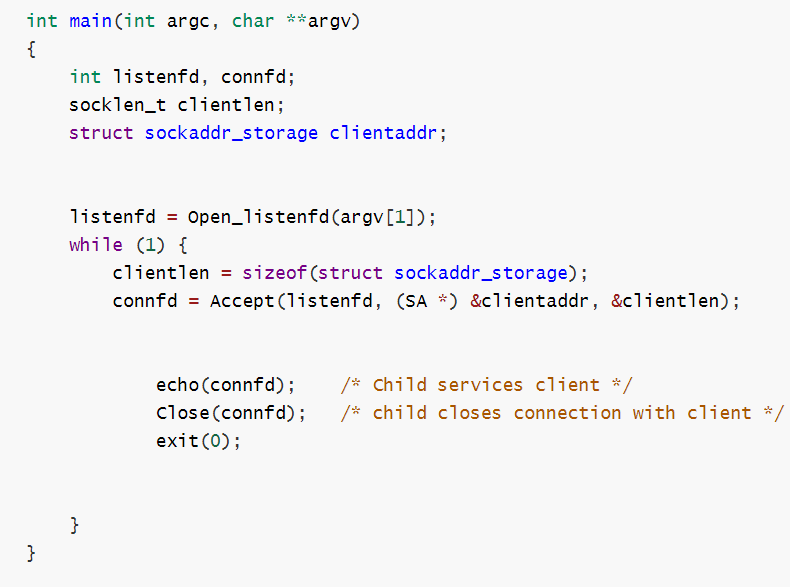 int main(int argc, char **argv)
{
    int listenfd, connfd;
    socklen_t clientlen;
    struct sockaddr_storage clientaddr;
    listenfd = Open_listenfd(argv[1]);
    while (1) {
        clientlen = sizeof(struct sockaddr_storage);
        connfd = Accept(listenfd, (SA *) &clientaddr, &clientlen);
            echo(connfd);    /* Child services client */
            Close(connfd);   /* child closes connection with client */
            exit(0);
    }
}